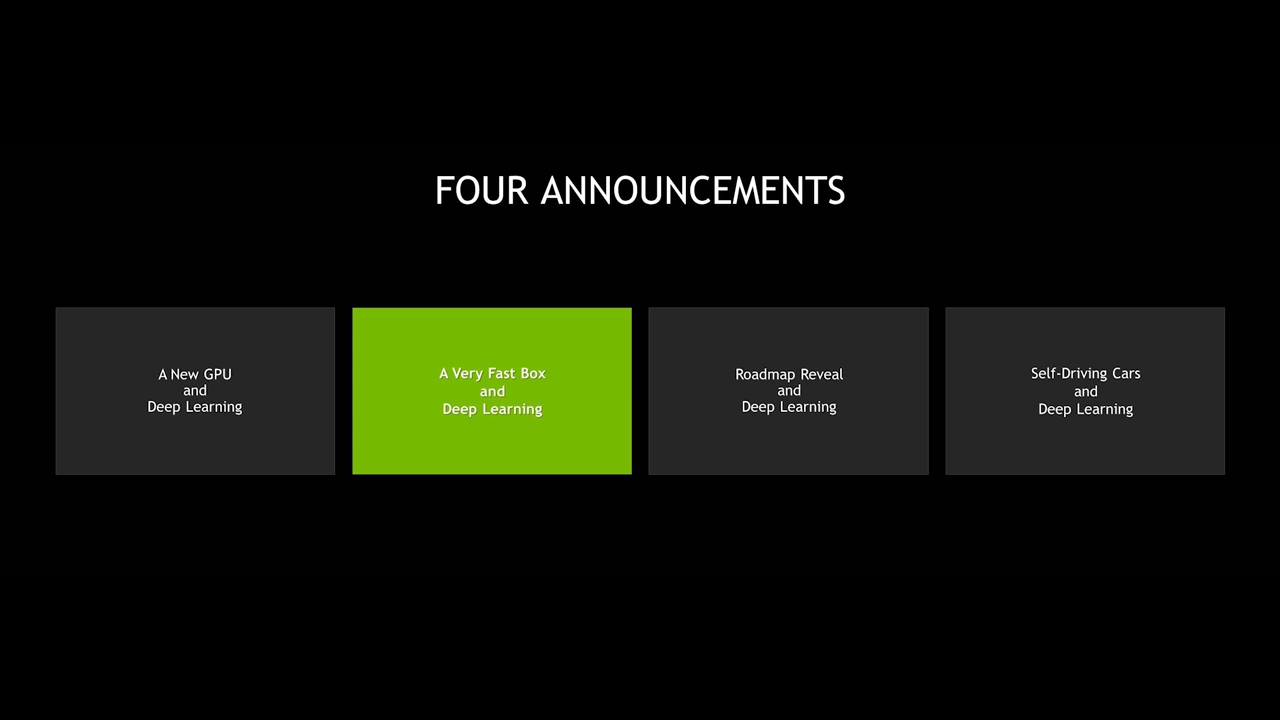 FOUR ANNOUNCEMENTS
A New GPU
and
Deep Learning
A Very Fast Box
and
Deep Learning
Roadmap Reveal
and
Deep Learning
Self-Driving Cars
and
Deep Learning